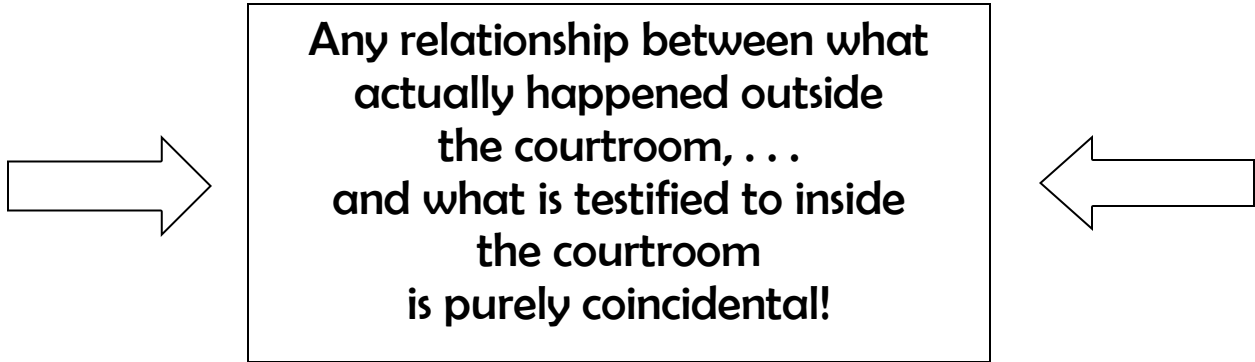 Any relationship between what
actually happened outside
the courtroom, . . .
and what is testified to inside
the courtroom
is purely coincidental!